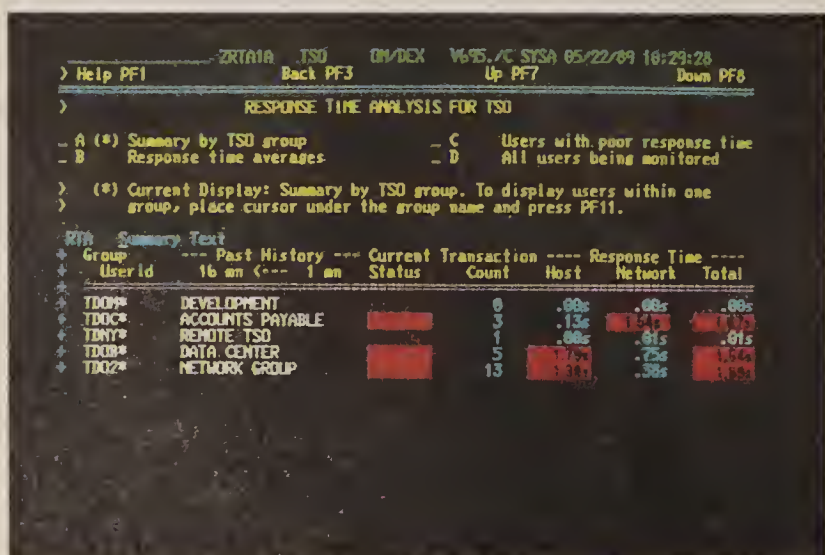 ZRTA1A TSO OM/DEX V695./C SYSA 05/22/89 10:29:28
> Help PF1 Back PF3 Up PF7 Down PF8
> RESPONSE TIME ANALYSIS FOR TSO
_ A (*) Summary by TSO group _ C Users with poor response time
_ B Response time averages _ D All users being monitored
> (*) Current Display: Summary by TSO group. To display users within one
> group, place cursor under the group name and press PF11.
RTA Summary Text
+ Group --- Past History --- Current Transaction ---- Response Time ----
+ Userid 16 mn <--- 1 mn Status Count Host Network Total
+ TDOM* DEVELOPMENT 0 .00s .00s .00s
+ TDOC* ACCOUNTS PAYABLE 3 .13s
+ TDNY* REMOTE TSO 1 .00s .01s .01s
+ TDOB* DATA CENTER 5 .75s
+ TDO2* NETWORK GROUP 13 1.38s .38s